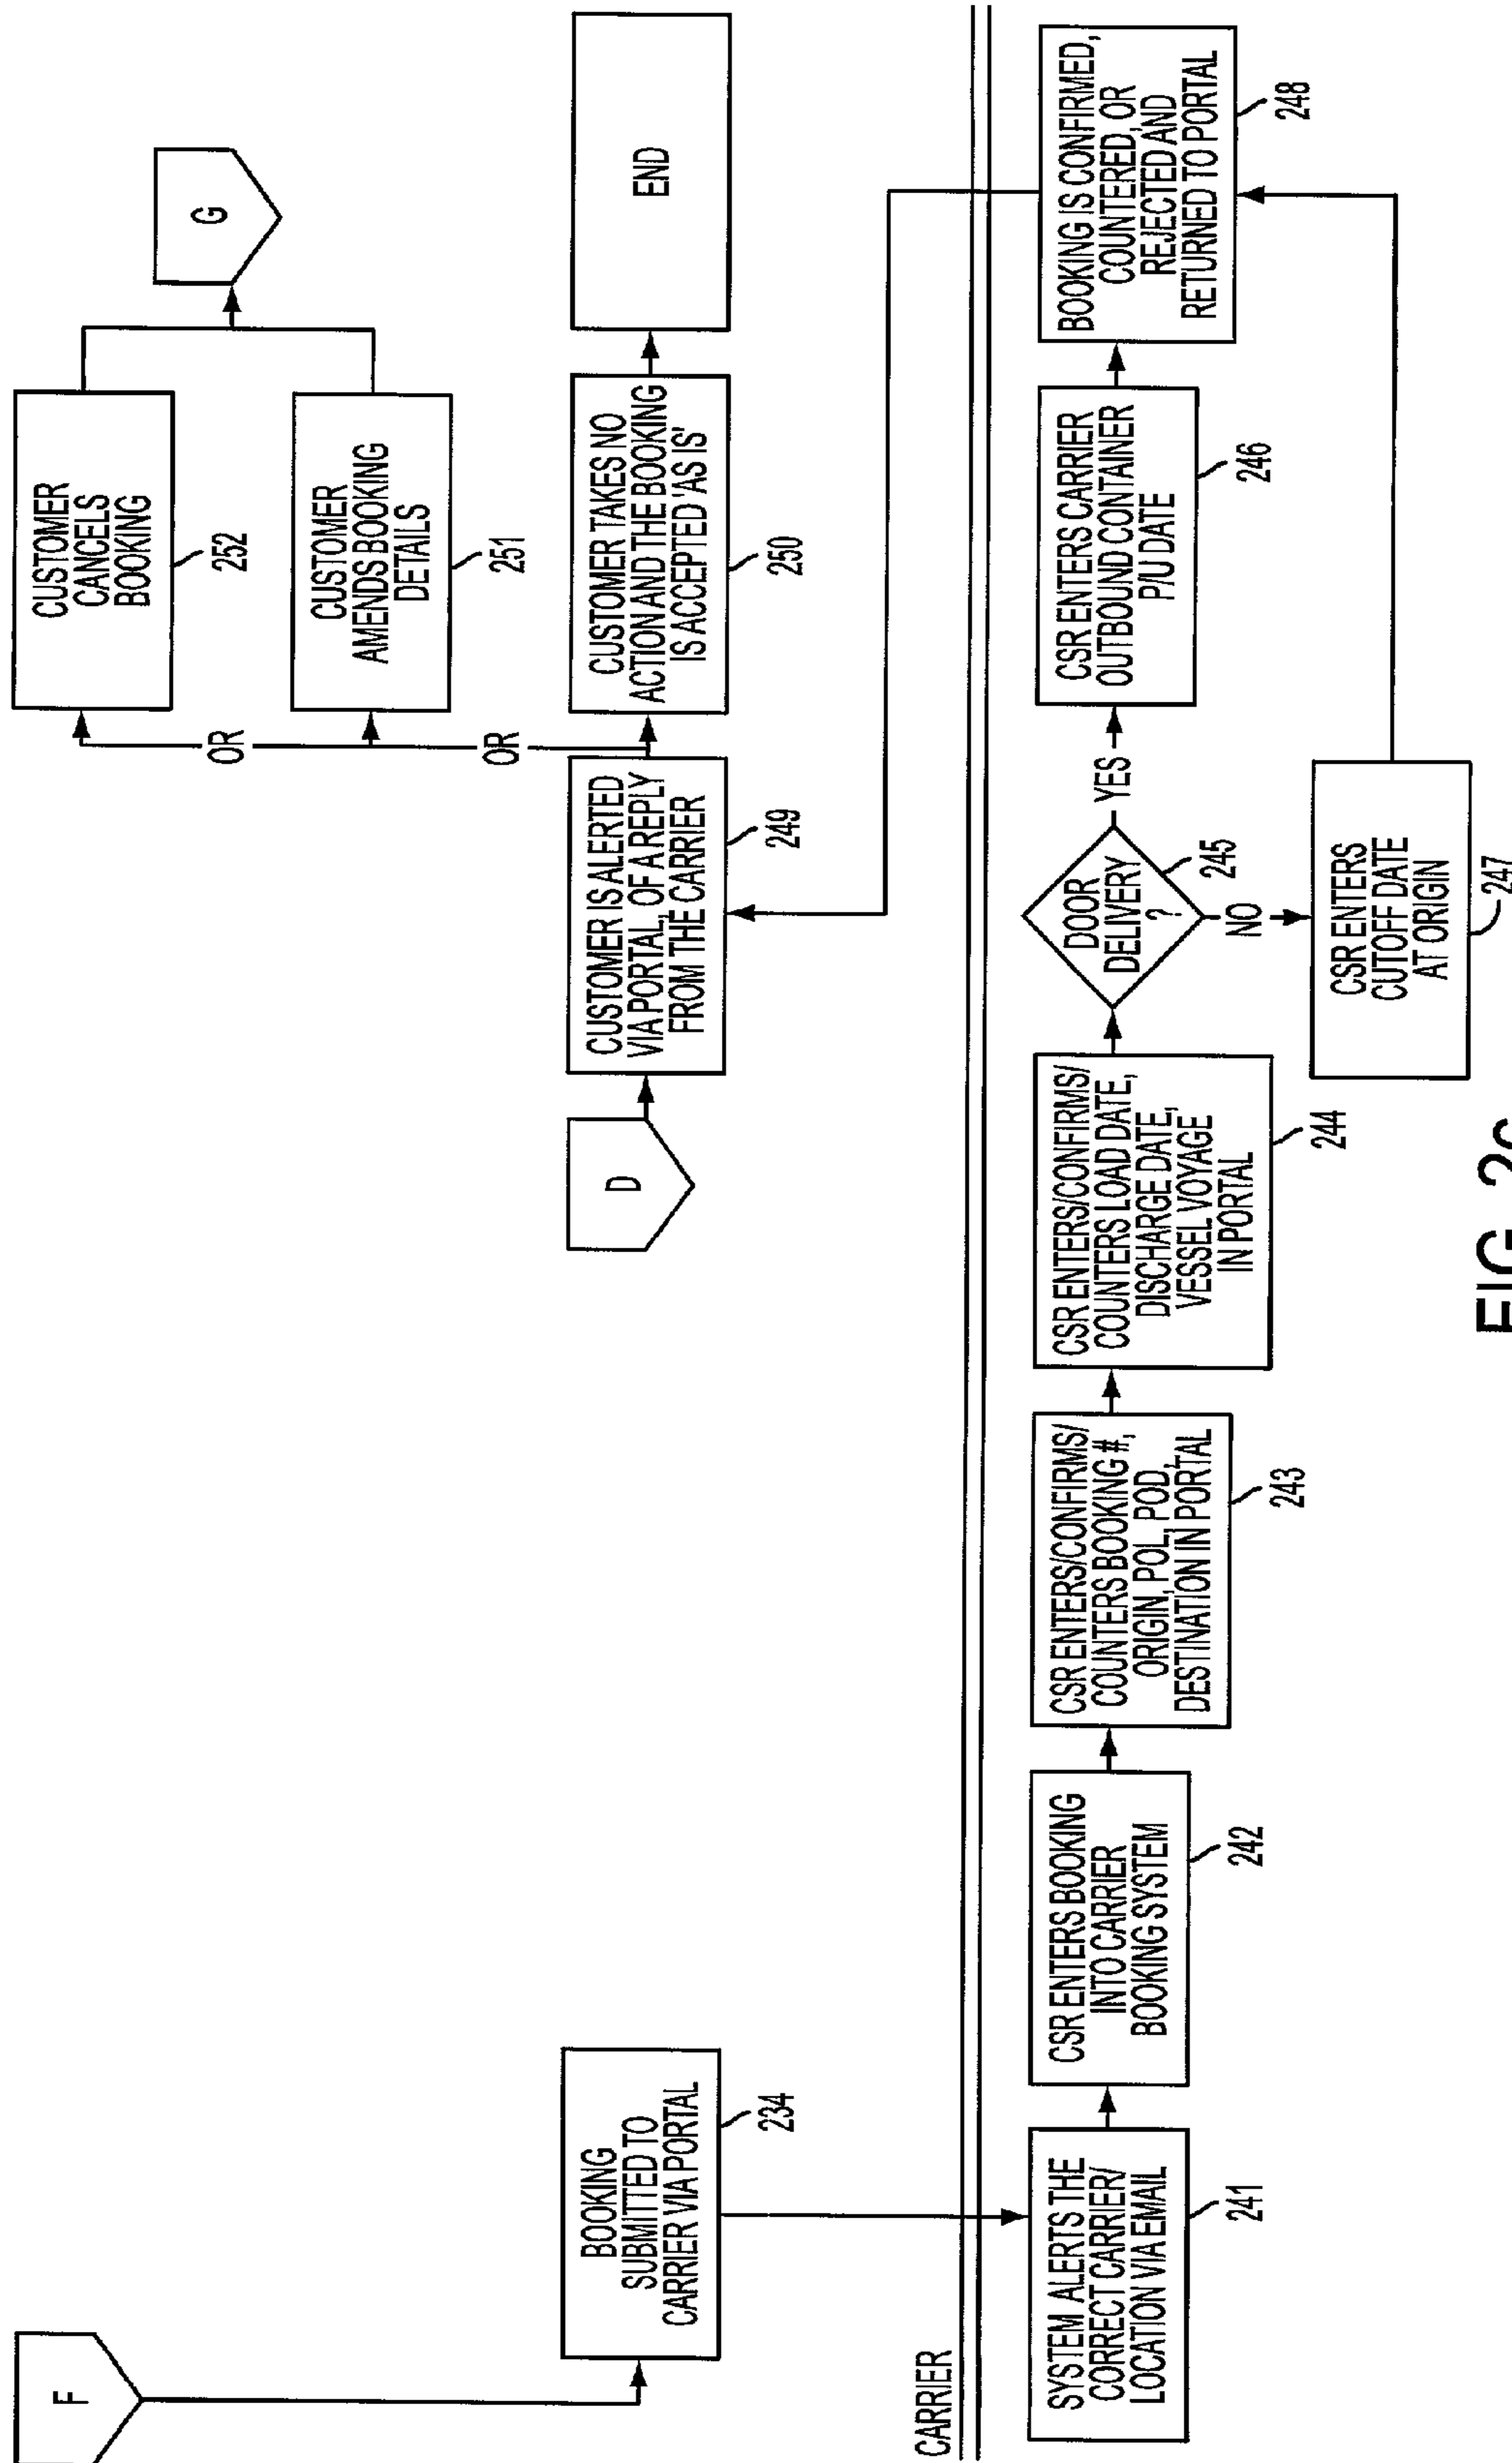 F
BOOKING
SUBMITTED TO
CARRIER VIA PORTAL
234
D
CUSTOMER IS ALERTED
VIA PORTAL, OF A REPLY
FROM THE CARRIER
249
OR
OR
CUSTOMER
CANCELS
BOOKING
252
CUSTOMER
AMENDS BOOKING
DETAILS
251
CUSTOMER TAKES NO
ACTION AND THE BOOKING
IS ACCEPTED 'AS IS'
250
G
END
CARRIER
SYSTEM ALERTS THE
CORRECT CARRIER/
LOCATION VIA EMAIL
241
CSR ENTERS BOOKING
INTO CARRIER
BOOKING SYSTEM
242
CSR ENTERS/CONFIRMS/
COUNTERS BOOKING #,
ORIGIN, POL, POD,
DESTINATION IN PORTAL
243
CSR ENTERS/CONFIRMS/
COUNTERS LOAD DATE,
DISCHARGE DATE,
VESSEL VOYAGE
IN PORTAL
244
DOOR
DELIVERY
?
245
YES
NO
CSR ENTERS CARRIER
OUTBOUND CONTAINER
P/U DATE
246
CSR ENTERS
CUTOFF DATE
AT ORIGIN
247
BOOKING IS CONFIRMED,
COUNTERED, OR
REJECTED AND
RETURNED TO PORTAL
248